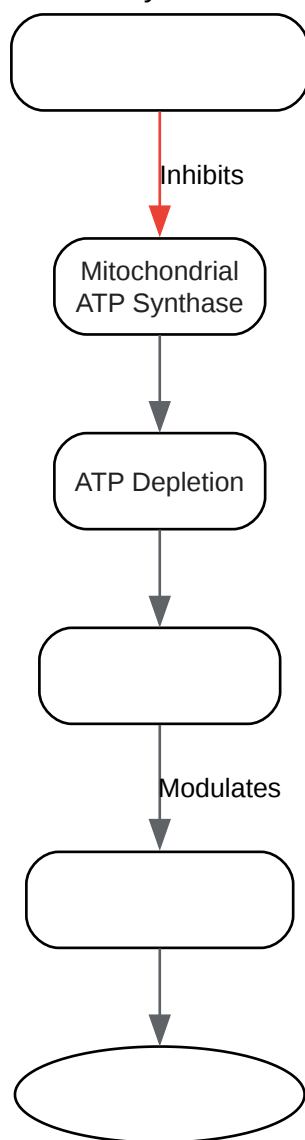 Inhibits
Mitochondrial
ATP Synthase
ATP Depletion
Modulates